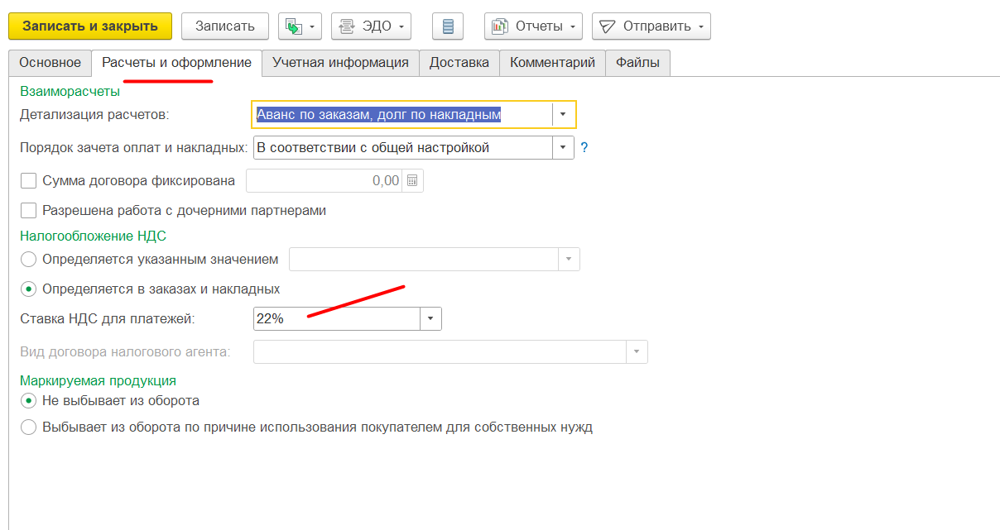 Записать и закрыть Записать ЭДО Отчеты Отправить
Основное Расчеты и оформление Учетная информация Доставка Комментарий Файлы
Взаиморасчеты
Детализация расчетов: Аванс по заказам, долг по накладным
Порядок зачета оплат и накладных: В соответствии с общей настройкой ?
Сумма договора фиксирована 0,00
Разрешена работа с дочерними партнерами
Налогообложение НДС
Определяется указанным значением
Определяется в заказах и накладных
Ставка НДС для платежей: 22%
Вид договора налогового агента:
Маркируемая продукция
Не выбывает из оборота
Выбывает из оборота по причине использования покупателем для собственных нужд